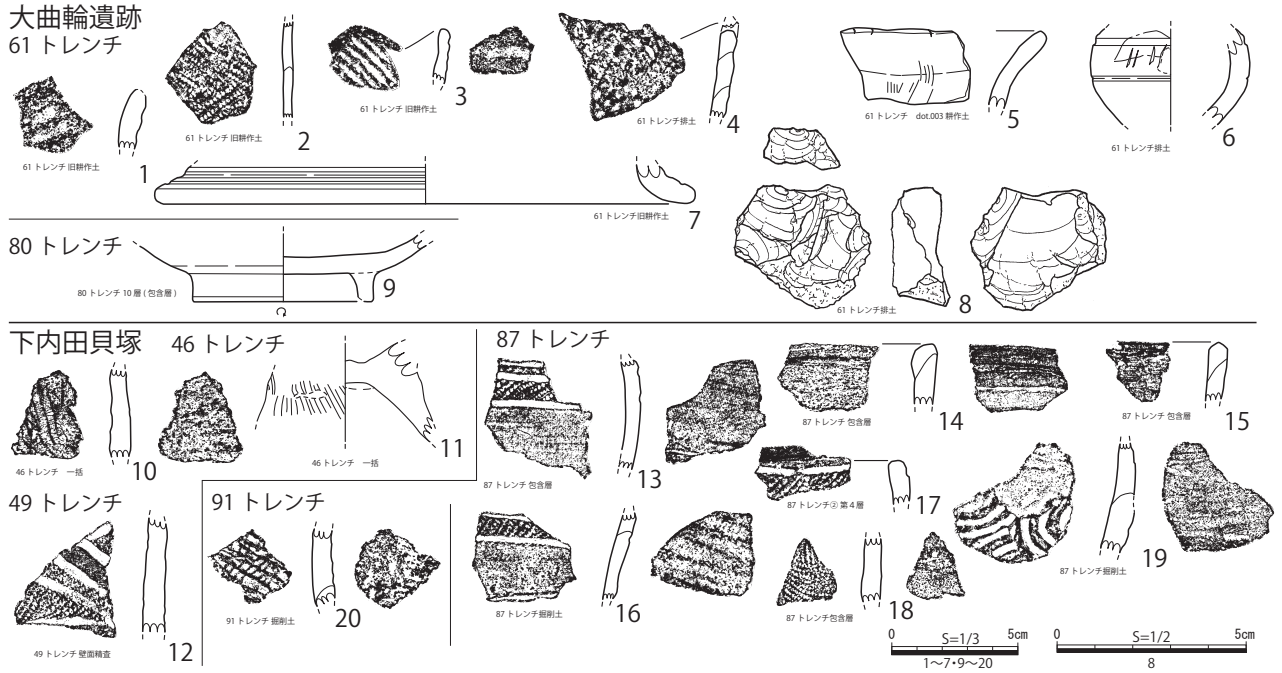 大曲輪遺跡
61 トレンチ
61 トレンチ 旧耕作土
1
61 トレンチ 旧耕作土
2
61 トレンチ 旧耕作土
3
61 トレンチ排土
4
61 トレンチ dot.003 耕作土
5
61 トレンチ排土
6
61 トレンチ旧耕作土
7
61 トレンチ排土
8
80 トレンチ
80 トレンチ 10 層 ( 包含層 )
9
下内田貝塚
46 トレンチ
46 トレンチ 一括
10
46 トレンチ 一括
11
49 トレンチ
49 トレンチ 壁面精査
12
87 トレンチ
87 トレンチ 包含層
13
87 トレンチ 包含層
14
87 トレンチ 包含層
15
87 トレンチ掘削土
16
87 トレンチ② 第 4 層
17
87 トレンチ包含層
18
87 トレンチ掘削土
19
91 トレンチ
91 トレンチ 掘削土
20
0 S=1/3 5cm
1～7・9～20
0 S=1/2 5cm
8